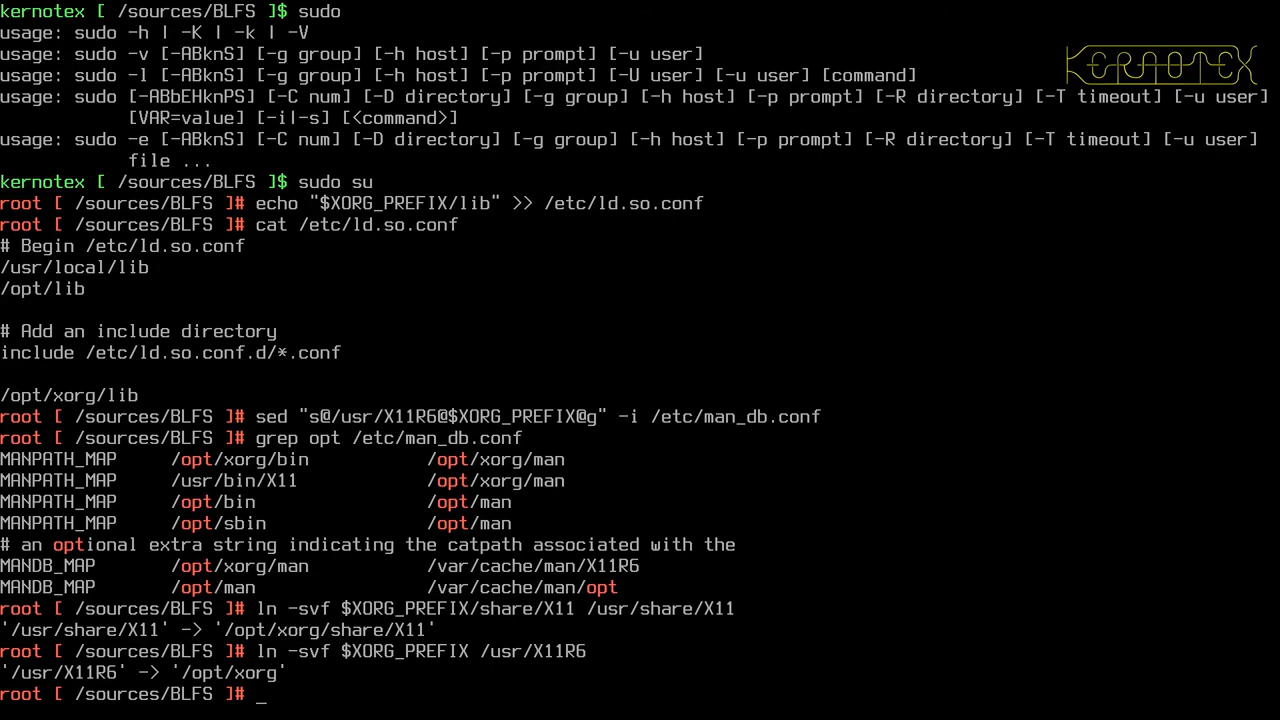 kernotex [ /sources/BLFS ]$ sudo
usage: sudo -h | -K | -k | -V
usage: sudo -v [-ABknS] [-g group] [-h host] [-p prompt] [-u user]
usage: sudo -l [-ABknS] [-g group] [-h host] [-p prompt] [-U user] [-u user] [command]
usage: sudo [-ABbEHknPS] [-C num] [-D directory] [-g group] [-h host] [-p prompt] [-R directory] [-T timeout] [-u user]
            [VAR=value] [-i|-s] [<command>]
usage: sudo -e [-ABknS] [-C num] [-D directory] [-g group] [-h host] [-p prompt] [-R directory] [-T timeout] [-u user]
            file ...
KERNOTEX
kernotex [ /sources/BLFS ]$ sudo su
root [ /sources/BLFS ]# echo "$XORG_PREFIX/lib" >> /etc/ld.so.conf
root [ /sources/BLFS ]# cat /etc/ld.so.conf
# Begin /etc/ld.so.conf
/usr/local/lib
/opt/lib

# Add an include directory
include /etc/ld.so.conf.d/*.conf

/opt/xorg/lib
root [ /sources/BLFS ]# sed "s@/usr/X11R6@$XORG_PREFIX@g" -i /etc/man_db.conf
root [ /sources/BLFS ]# grep opt /etc/man_db.conf
MANPATH_MAP     /opt/xorg/bin           /opt/xorg/man
MANPATH_MAP     /usr/bin/X11            /opt/xorg/man
MANPATH_MAP     /opt/bin                /opt/man
MANPATH_MAP     /opt/sbin               /opt/man
# an optional extra string indicating the catpath associated with the
MANDB_MAP       /opt/xorg/man           /var/cache/man/X11R6
MANDB_MAP       /opt/man                /var/cache/man/opt
root [ /sources/BLFS ]# ln -svf $XORG_PREFIX/share/X11 /usr/share/X11
'/usr/share/X11' -> '/opt/xorg/share/X11'
root [ /sources/BLFS ]# ln -svf $XORG_PREFIX /usr/X11R6
'/usr/X11R6' -> '/opt/xorg'
root [ /sources/BLFS ]# _